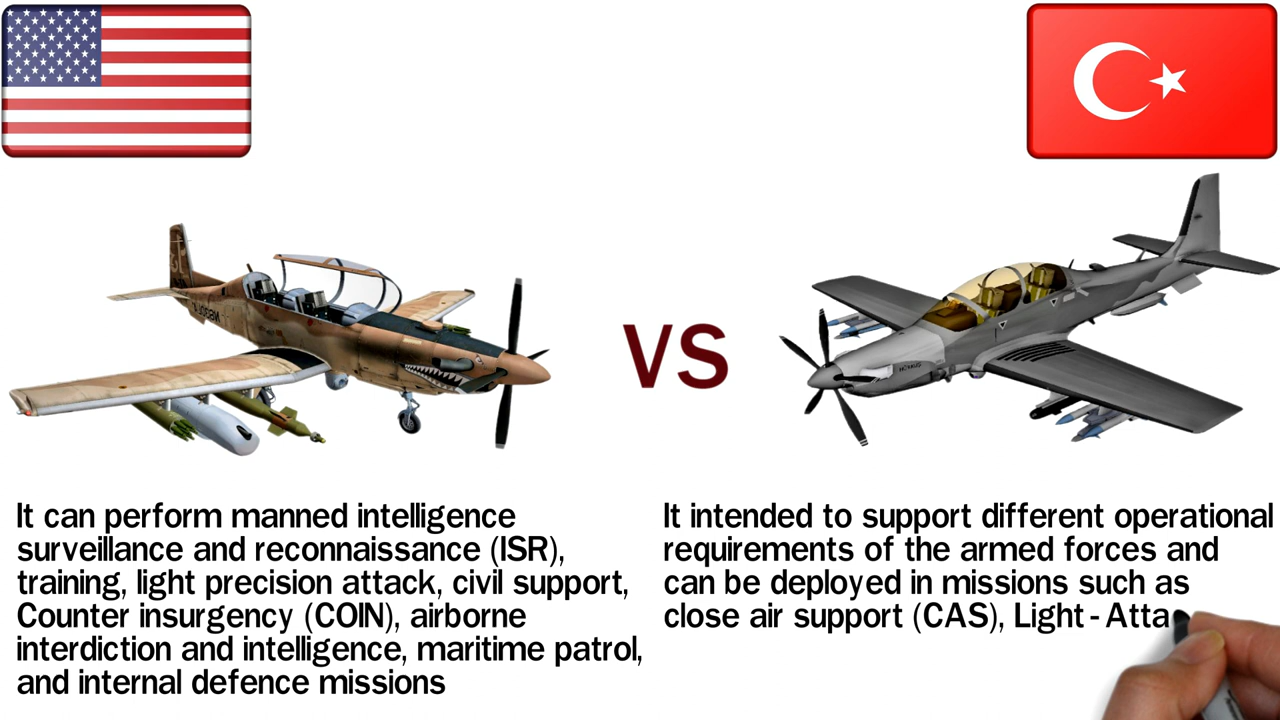 VS
It can perform manned intelligence
surveillance and reconnaissance (ISR),
training, light precision attack, civil support,
Counter insurgency (COIN), airborne
interdiction and intelligence, maritime patrol,
and internal defence missions
It intended to support different operational
requirements of the armed forces and
can be deployed in missions such as
close air support (CAS), Light-Atta